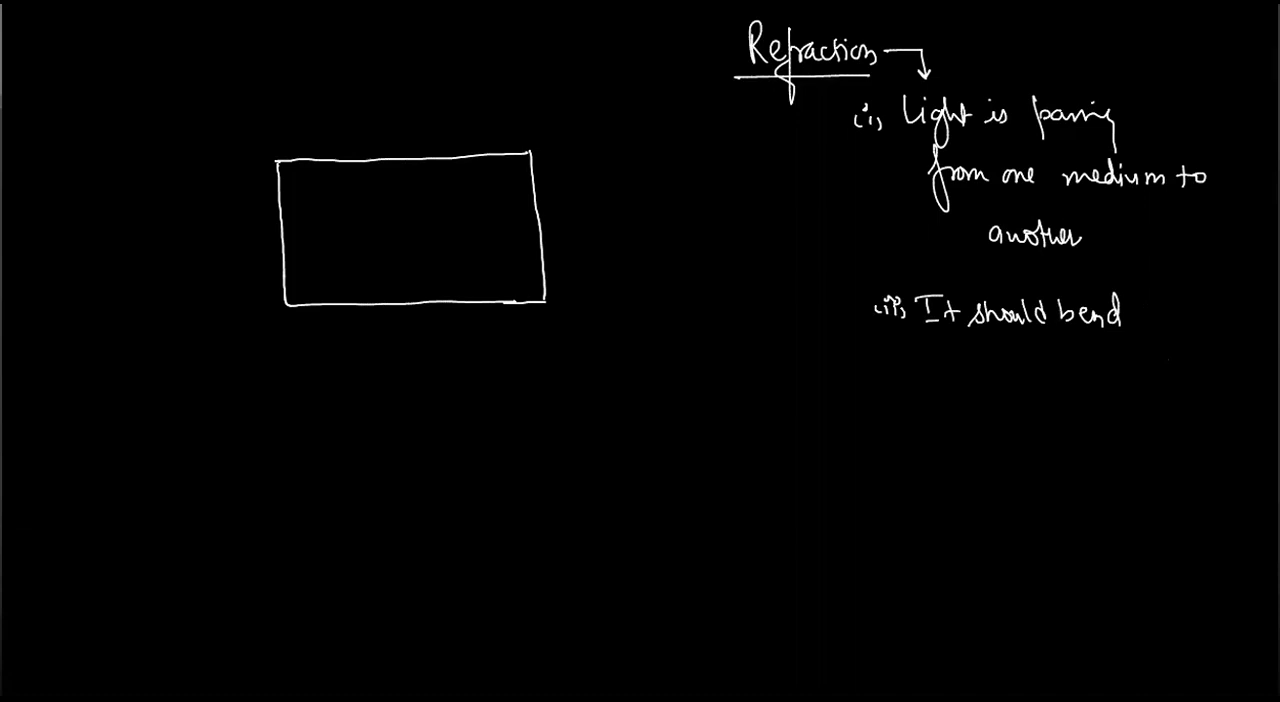 Refraction
(i) Light is passing
from one medium to
another
(ii) It should bend